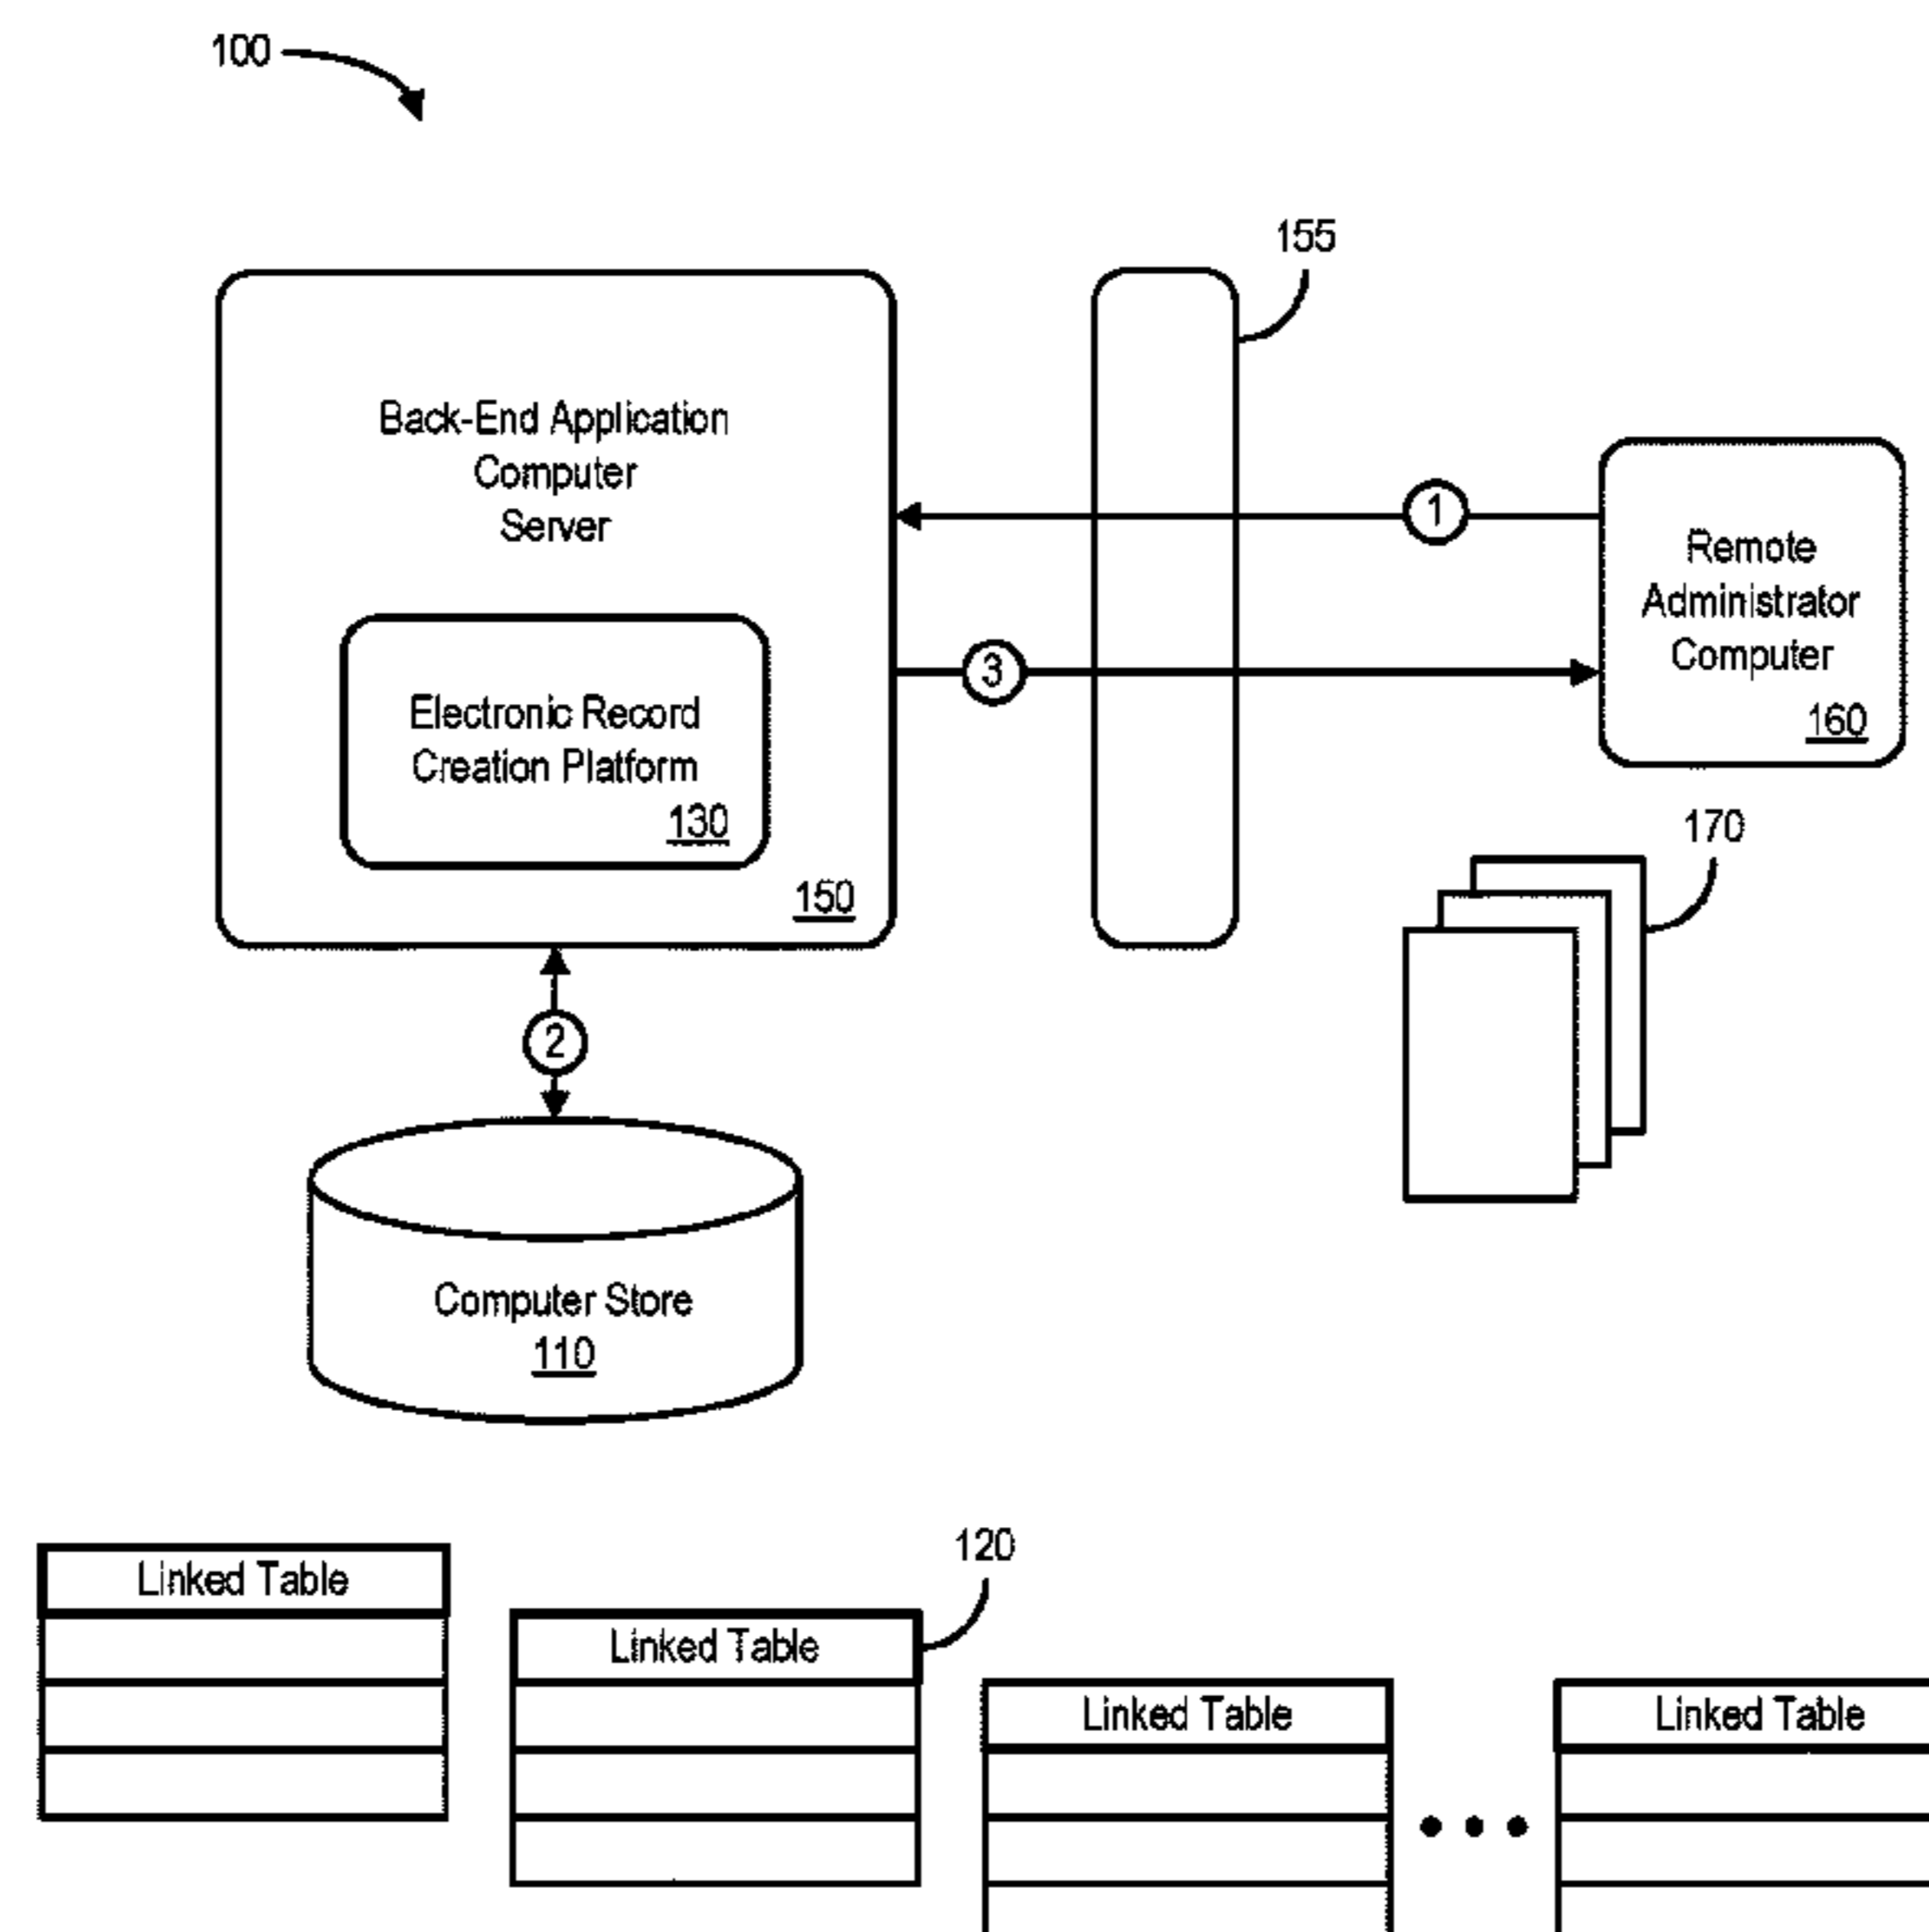 100
155
Back-End Application
Computer
Server
1
Remote
Administrator
Computer
160
3
Electronic Record
Creation Platform
130
150
170
2
Computer Store
110
120
Linked Table
Linked Table
Linked Table
Linked Table